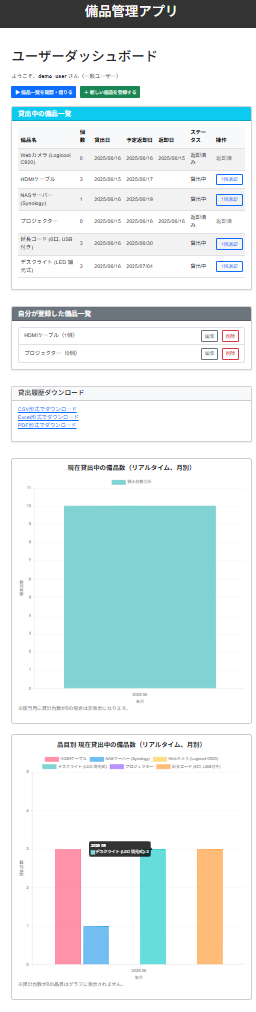 備品管理アプリ
ユーザーダッシュボード
ようこそ、demo_user さん（一般ユーザー）
▶ 備品一覧を確認・借りる
＋ 新しい備品を登録する
貸出中の備品一覧
備品名 個数 貸出日 予定返却日 返却日 ステータス 操作
Webカメラ (Logicool C920) 0 2025/06/16 2025/06/16 2025/06/15 返却済み 返却済
HDMIケーブル 3 2025/06/15 2025/06/17 貸出中 1個返却
NASサーバー (Synology) 1 2025/06/16 2025/06/19 貸出中 1個返却
プロジェクター 0 2025/06/15 2025/06/16 2025/06/16 返却済み 返却済
延長コード (6口, USB付き) 3 2025/06/16 2025/06/30 貸出中 1個返却
デスクライト (LED 調光式) 3 2025/06/16 2025/07/04 貸出中 1個返却
自分が登録した備品一覧
HDMIケーブル（1個） 編集 削除
プロジェクター（0個） 編集 削除
貸出履歴ダウンロード
CSV形式でダウンロード
Excel形式でダウンロード
PDF形式でダウンロード
現在貸出中の備品数（リアルタイム、月別）
11
10
9
8
7
6
5
4
3
2
1
0
2025-06
年月
※該当月に貸出台数が0の場合は非表示になります。
品目別 現在貸出中の備品数（リアルタイム、月別）
HDMIケーブル NASサーバー (Synology) Webカメラ (Logicool C920)
デスクライト (LED 調光式) プロジェクター 延長コード (6口, USB付き)
5
4
3
2
1
0
2025-06
デスクライト (LED 調光式): 3
2025-06
年月
※貸出台数が0の品目はグラフに表示されません。